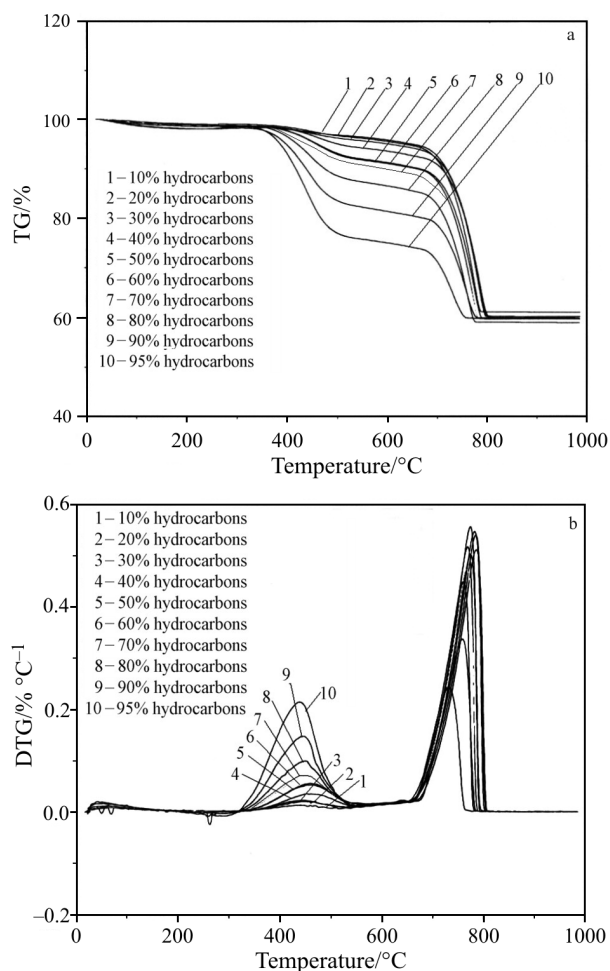 120
a
100
1 2 3 4 5 6 7 8 9 10
1–10% hydrocarbons
2–20% hydrocarbons
3–30% hydrocarbons
4–40% hydrocarbons
5–50% hydrocarbons
6–60% hydrocarbons
7–70% hydrocarbons
8–80% hydrocarbons
9–90% hydrocarbons
10–95% hydrocarbons
80
60
40
TG/%
0 200 400 600 800 1000
Temperature/°C
0.6
b
1–10% hydrocarbons
2–20% hydrocarbons
3–30% hydrocarbons
4–40% hydrocarbons
5–50% hydrocarbons
6–60% hydrocarbons
7–70% hydrocarbons
8–80% hydrocarbons
9–90% hydrocarbons
10–95% hydrocarbons
0.4
0.2
0.0
–0.2
DTG/% °C⁻¹
9
10
8
7
6
5
4
3
2
1
0 200 400 600 800 1000
Temperature/°C